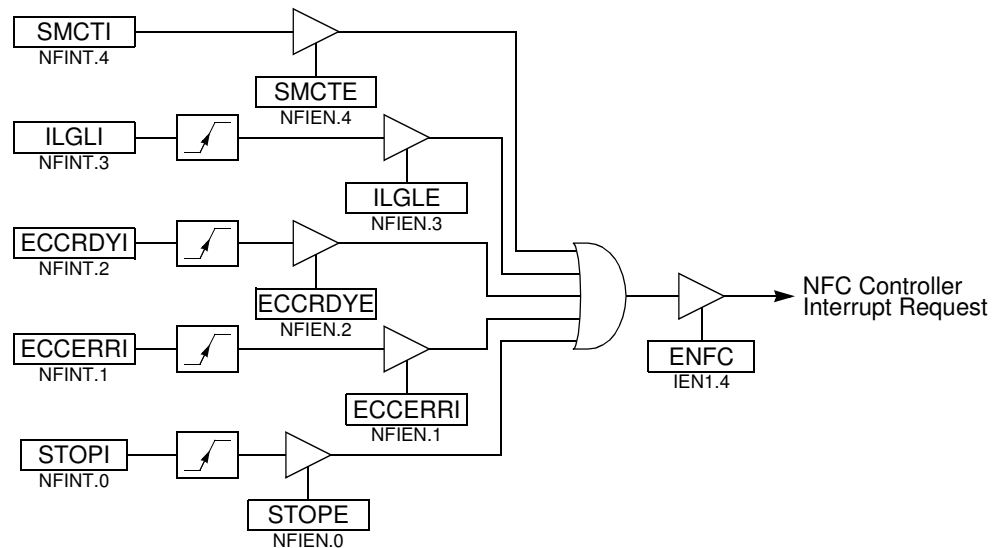 SMCTI
NFINT.4
SMCTE
NFIEN.4
ILGLI
NFINT.3
ILGLE
NFIEN.3
ECCRDYI
NFINT.2
ECCRDYE
NFIEN.2
ECCERRI
NFINT.1
ECCERRI
NFIEN.1
STOPI
NFINT.0
STOPE
NFIEN.0
ENFC
IEN1.4
NFC Controller
Interrupt Request